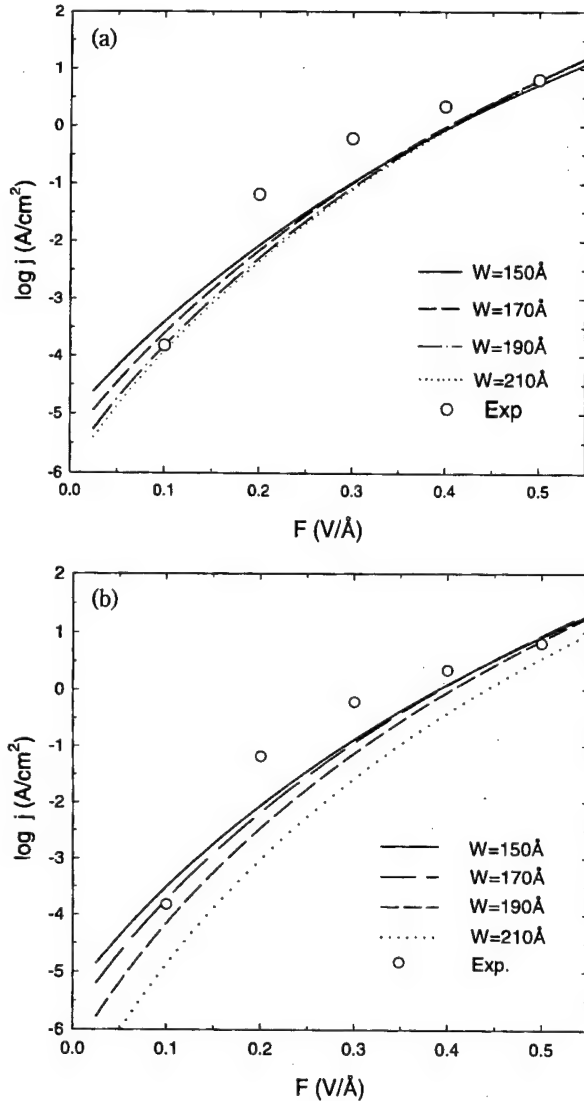 (a)
2
1
0
-1
-2
-3
-4
-5
-6
log j (A/cm²)
W=150Å
W=170Å
W=190Å
W=210Å
Exp
0.0 0.1 0.2 0.3 0.4 0.5
F (V/Å)
(b)
2
1
0
-1
-2
-3
-4
-5
-6
log j (A/cm²)
W=150Å
W=170Å
W=190Å
W=210Å
Exp.
0.0 0.1 0.2 0.3 0.4 0.5
F (V/Å)